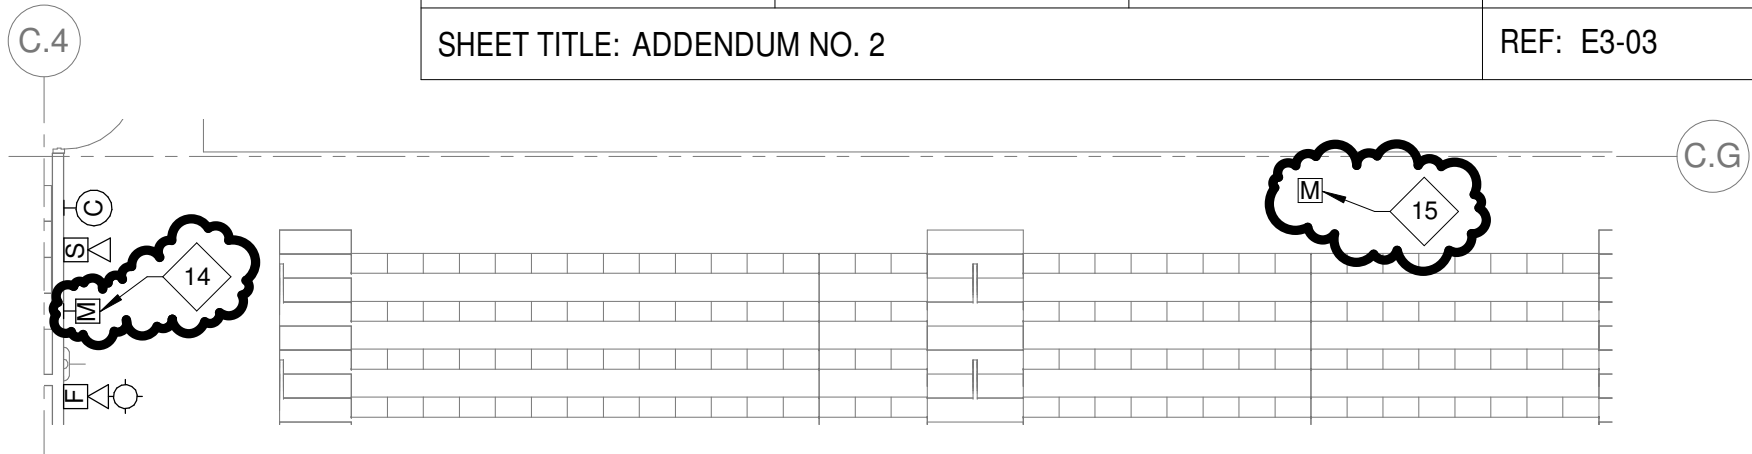 C.4
SHEET TITLE: ADDENDUM NO. 2
REF: E3-03
C.G
C
S
M
14
M
15
F